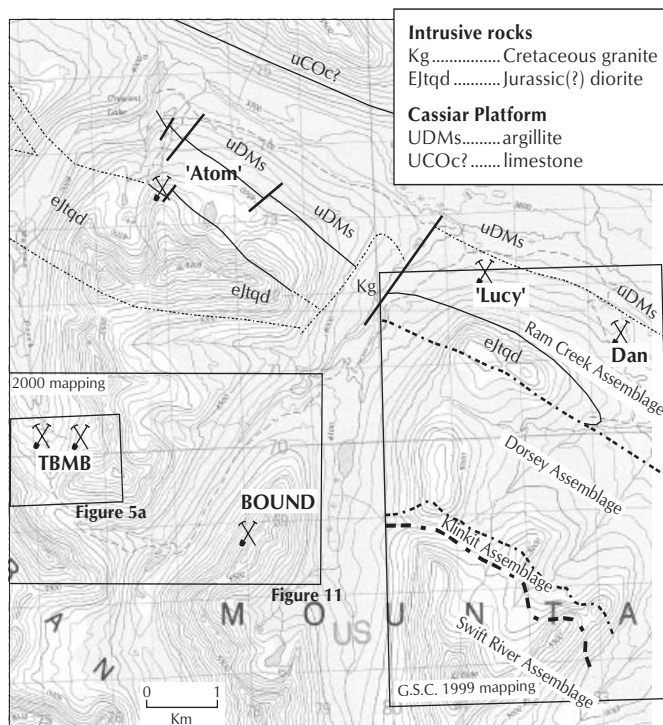 Intrusive rocks
Kg..............Cretaceous granite
EJtqd .........Jurassic(?) diorite
Cassiar Platform
UDMs.........argillite
UCOc?.......limestone
uCOc?
uDMs
'Atom'
eJtqd
uDMs
uDMs
eJtqd
Kg
'Lucy'
uDMs
Dan
eJtqd
Ram Creek Assemblage
2000 mapping
TBMB
Figure 5a
BOUND
Figure 11
Dorsey Assemblage
Klinkit Assemblage
Swift River Assemblage
M O U N T A
US
G.S.C. 1999 mapping
0 1
Km